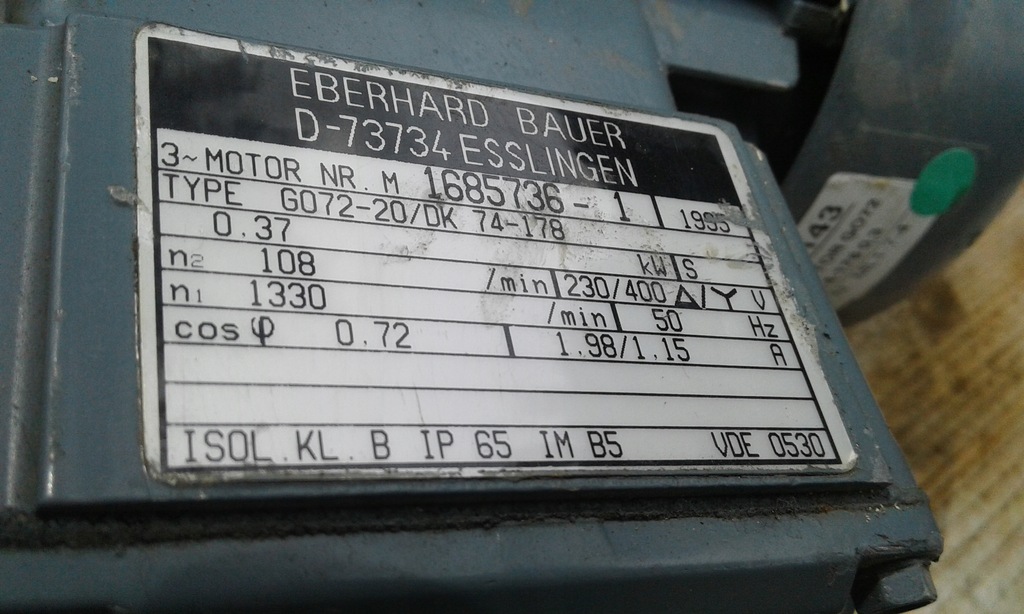 EBERHARD BAUER
D-73734 ESSLINGEN
3~MOTOR NR. M 1685736-1 1995
TYPE G072-20/DK 74-178
0.37 kW S
n2 108 /min 230/400 Δ/Y V
n1 1330 /min 50 Hz
cos φ 0.72 1.98/1.15 A
ISOL.KL. B IP 65 IM B5 VDE 0530
143